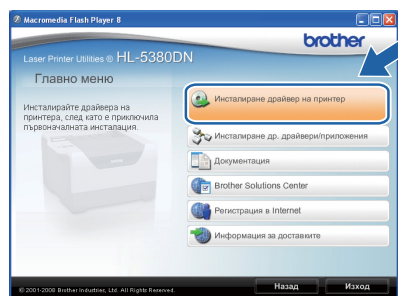 Macromedia Flash Player 8
brother
Laser Printer Utilities ® HL-5380DN
Главно меню
Инсталирайте драйвера на
принтера, след като е приключила
първоначалната инсталация.
Инсталиране драйвер на принтер
Инсталиране др. драйвери/приложения
Документация
Brother Solutions Center
Регистрация в Internet
Информация за доставките
© 2001-2008 Brother Industries, Ltd. All Rights Reserved.
Назад
Изход